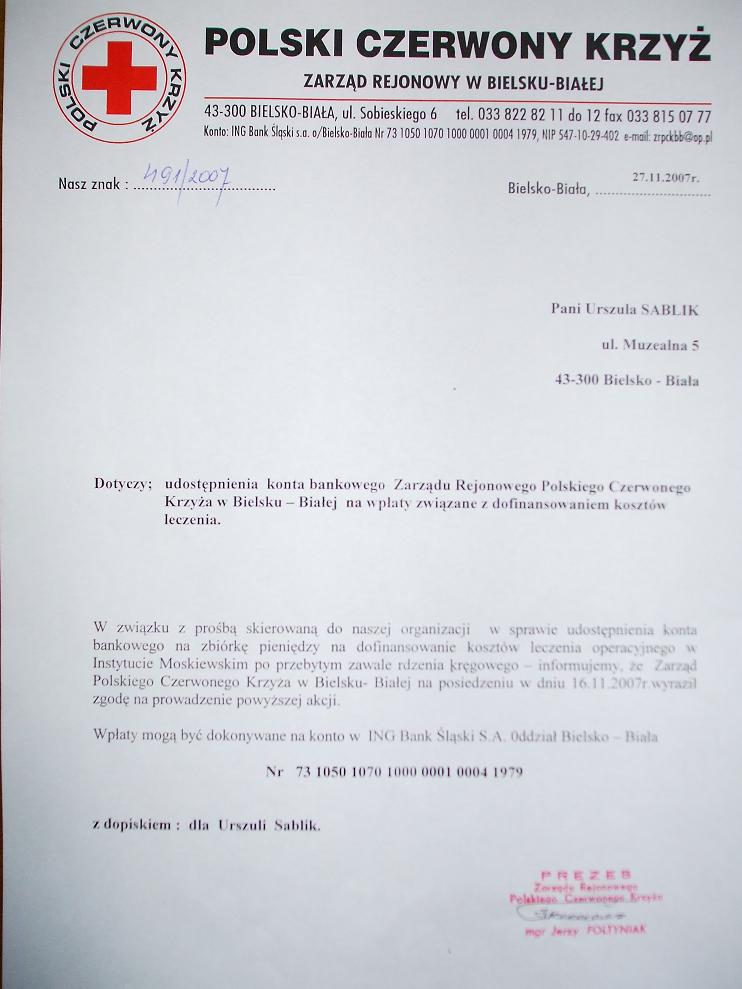 POLSKI CZERWONY KRZYŻ
POLSKI CZERWONY KRZYŻ
ZARZĄD REJONOWY W BIELSKU-BIAŁEJ
43-300 BIELSKO-BIAŁA, ul. Sobieskiego 6 tel. 033 822 82 11 do 12 fax 033 815 07 77
Konto: ING Bank Śląski s.a. o/Bielsko-Biała Nr 73 1050 1070 1000 0001 0004 1979, NIP 547-10-29-402 e-mail: zrpckbb@op.pl
Nasz znak : 491/2007
Bielsko-Biała, 27.11.2007r.
Pani Urszula SABLIK
ul. Muzealna 5
43-300 Bielsko - Biała
Dotyczy; udostępnienia konta bankowego Zarządu Rejonowego Polskiego Czerwonego
Krzyża w Bielsku – Białej na wpłaty związane z dofinansowaniem kosztów
leczenia.
W związku z prośbą skierowaną do naszej organizacji w sprawie udostępnienia konta
bankowego na zbiórkę pieniędzy na dofinansowanie kosztów leczenia operacyjnego w
Instytucie Moskiewskim po przebytym zawale rdzenia kręgowego – informujemy, że Zarząd
Polskiego Czerwonego Krzyża w Bielsku- Białej na posiedzeniu w dniu 16.11.2007r.wyraził
zgodę na prowadzenie powyższej akcji.
Wpłaty mogą być dokonywane na konto w ING Bank Śląski S.A. 0ddział Bielsko – Biała
Nr 73 1050 1070 1000 0001 0004 1979
z dopiskiem : dla Urszuli Sablik.
PREZES
Zarządu Rejonowego
Polskiego Czerwonego Krzyża
mgr Jerzy FOLTYNIAK